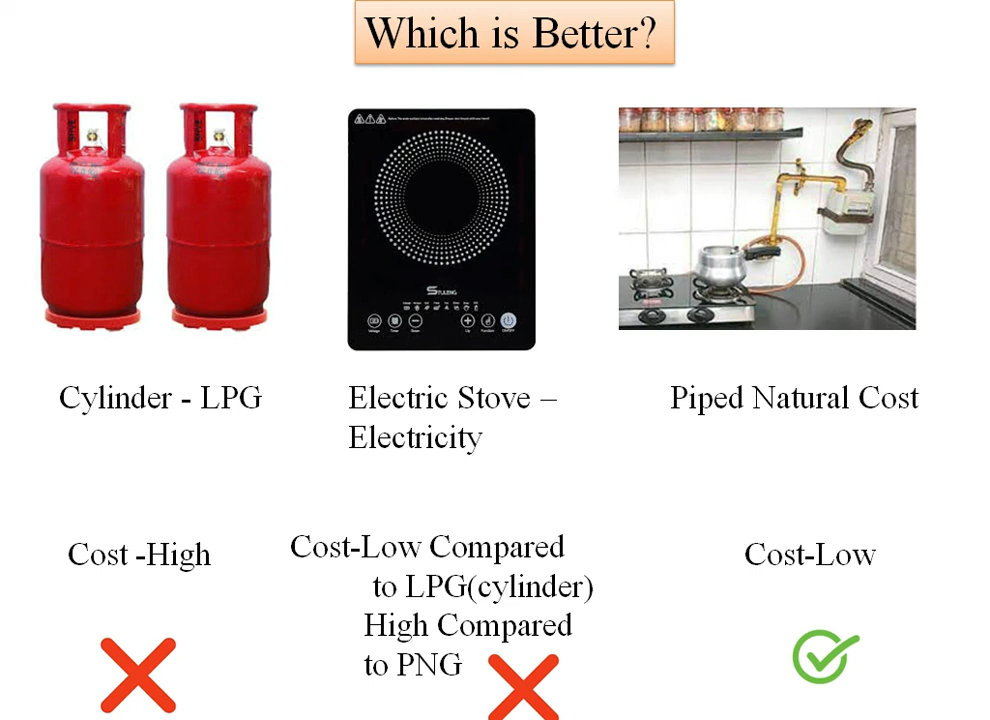 Which is Better?
STULENG
Cylinder - LPG
Electric Stove –
Electricity
Piped Natural Cost
Cost -High
Cost-Low Compared
to LPG(cylinder)
High Compared
to PNG
Cost-Low